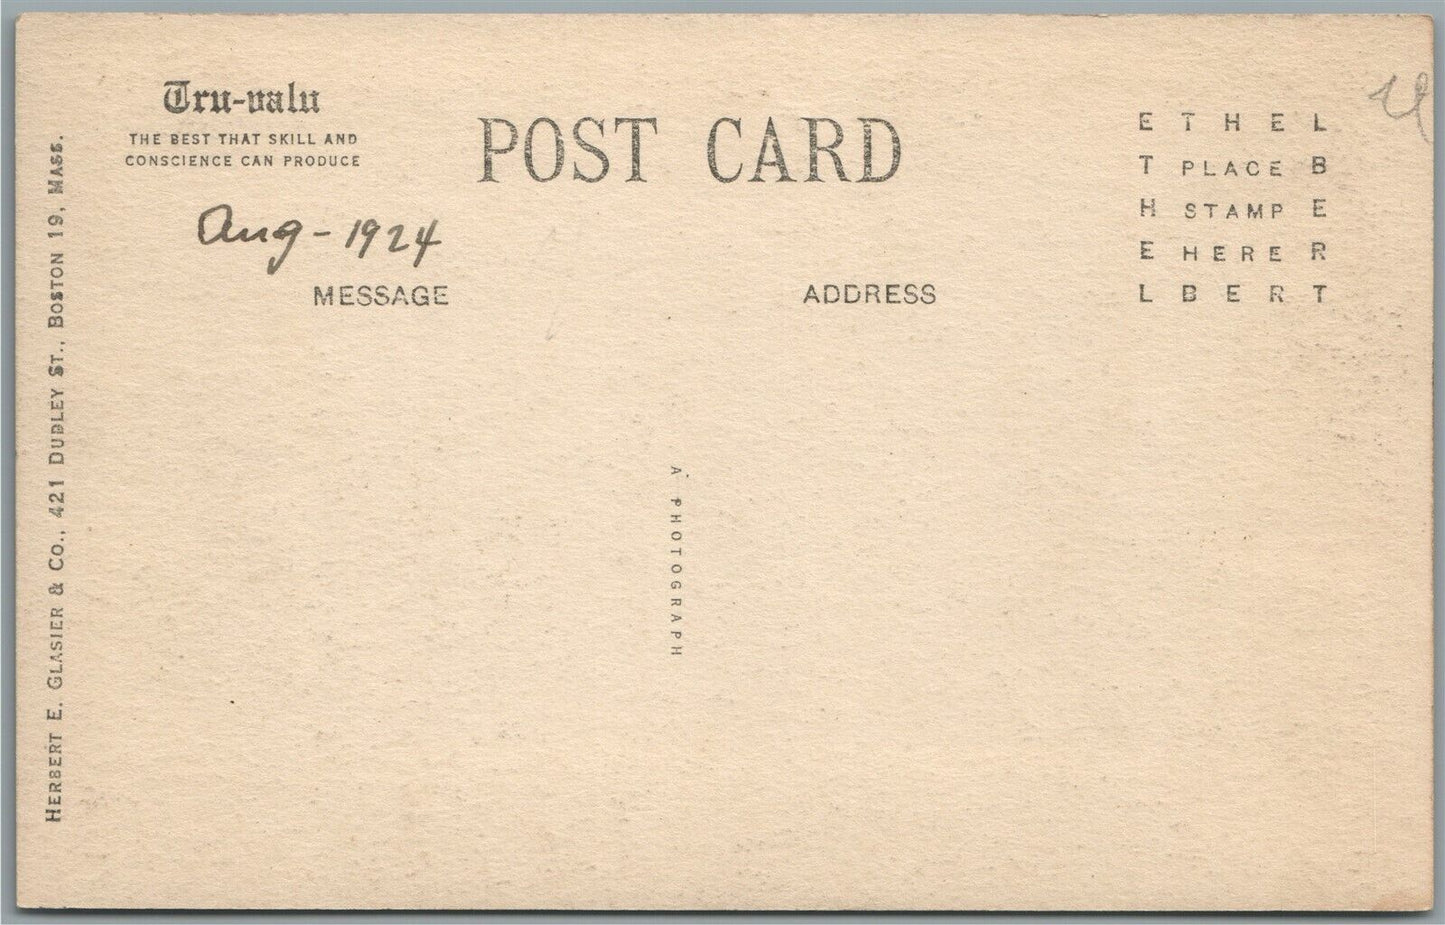 Tru-valu
THE BEST THAT SKILL AND
CONSCIENCE CAN PRODUCE
POST CARD
Aug - 1924
MESSAGE
ADDRESS
E T H E L
T PLACE B
H STAMP E
E HERE R
L B E R T
A PHOTOGRAPH
HERBERT E. GLASIER & CO., 421 DUDLEY ST., BOSTON 19, MASS.